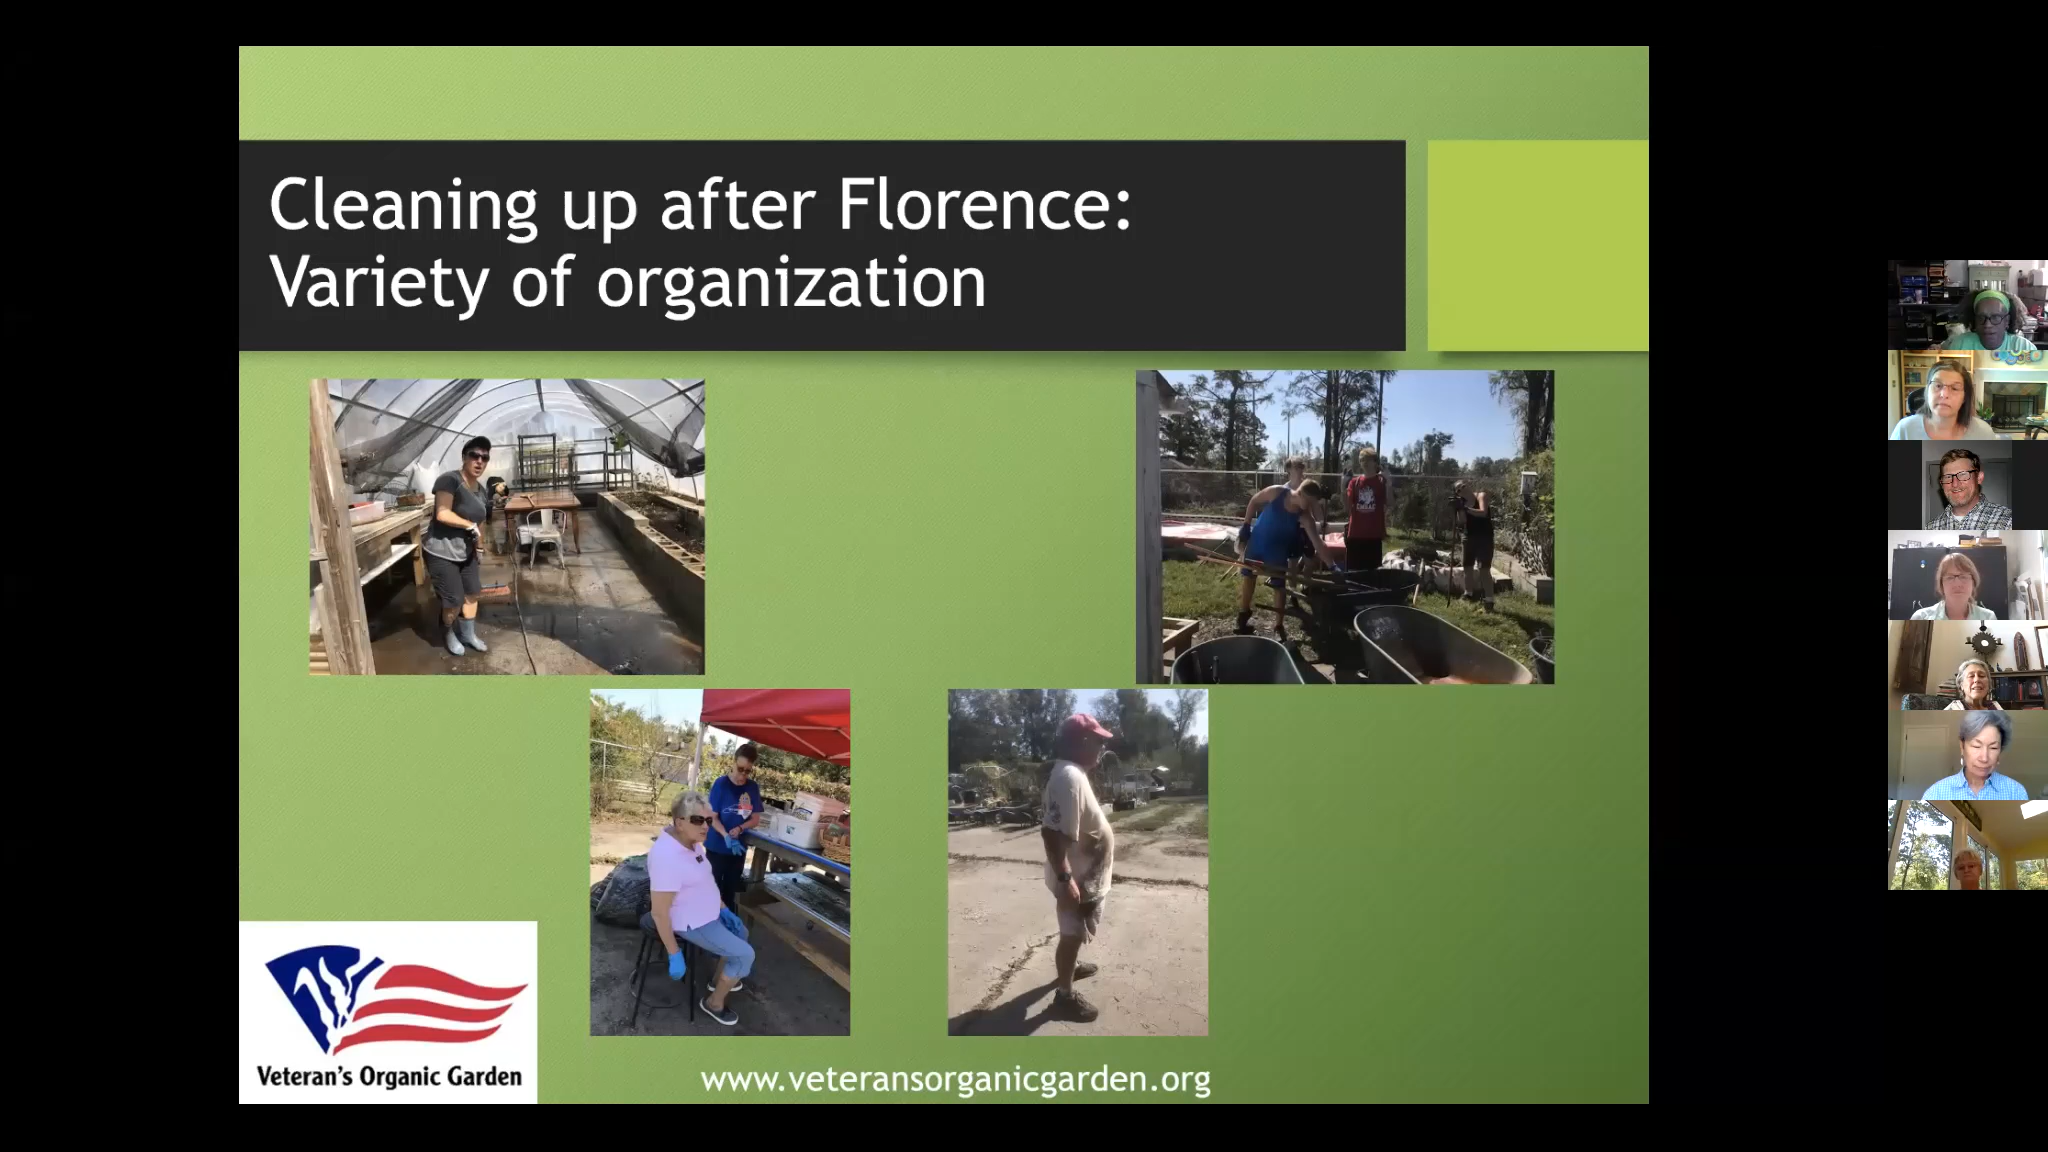 Cleaning up after Florence:
Variety of organization
Veteran's Organic Garden
www.veteransorganicgarden.org